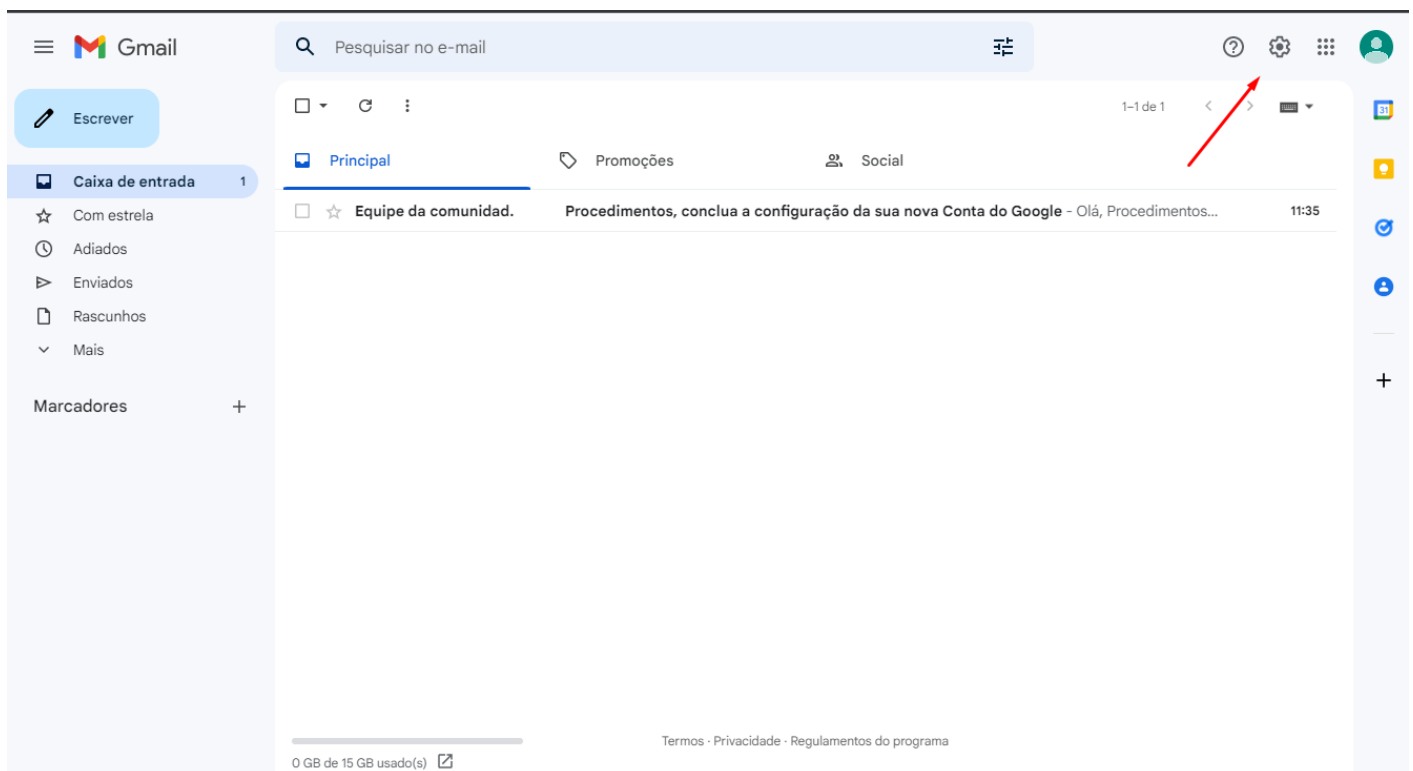 Gmail
Pesquisar no e-mail
Escrever
1–1 de 1
31
Principal
Promoções
Social
Caixa de entrada 1
Equipe da comunidad. Procedimentos, conclua a configuração da sua nova Conta do Google - Olá, Procedimentos... 11:35
Com estrela
Adiados
Enviados
Rascunhos
Mais
Marcadores
Termos · Privacidade · Regulamentos do programa
0 GB de 15 GB usado(s)